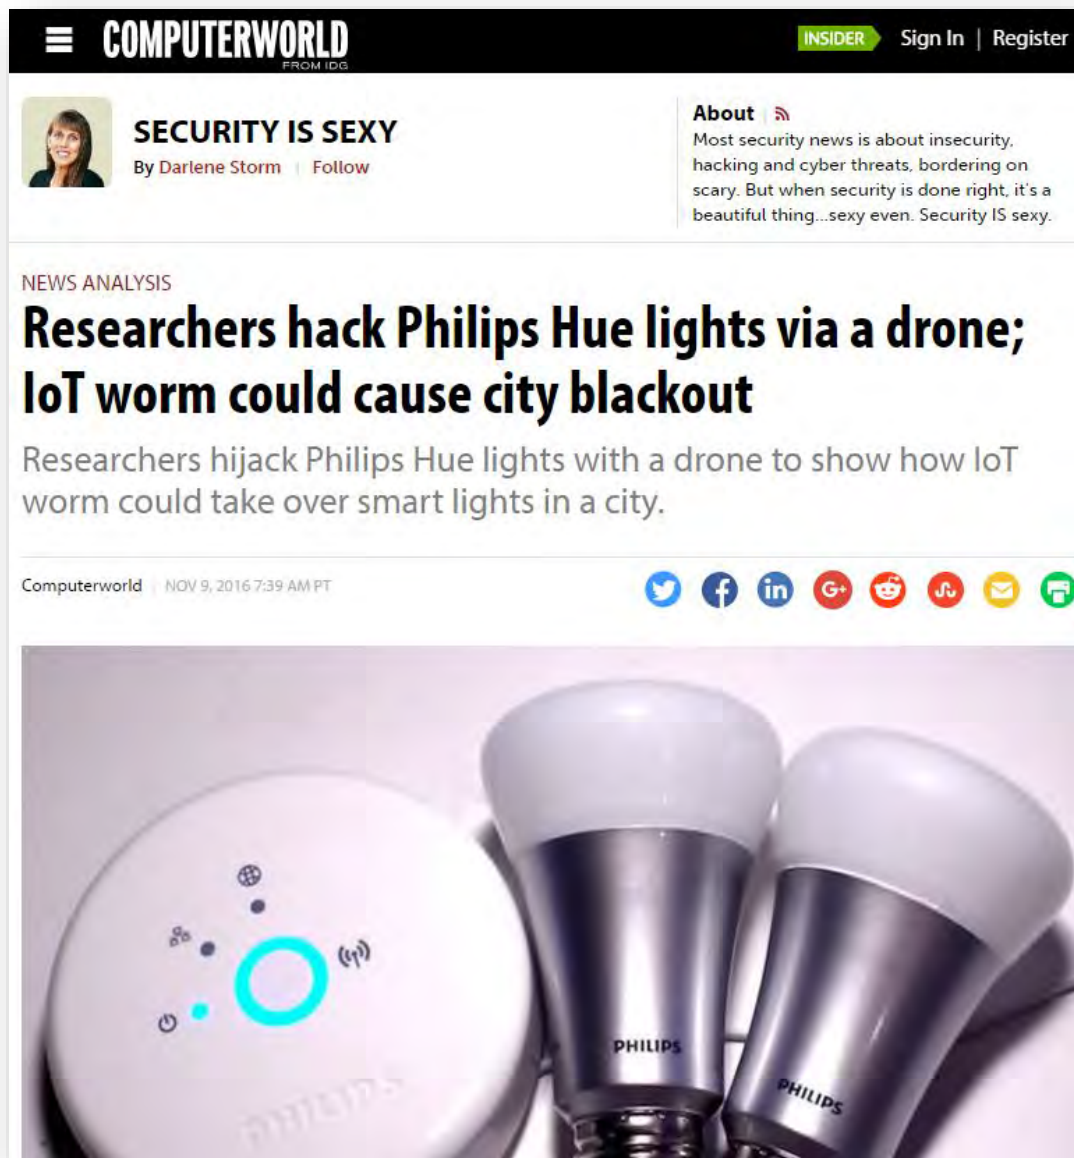 COMPUTERWORLD
FROM IDG
INSIDER Sign In | Register
SECURITY IS SEXY
By Darlene Storm | Follow
About
Most security news is about insecurity,
hacking and cyber threats, bordering on
scary. But when security is done right, it's a
beautiful thing...sexy even. Security IS sexy.
NEWS ANALYSIS
Researchers hack Philips Hue lights via a drone;
IoT worm could cause city blackout
Researchers hijack Philips Hue lights with a drone to show how IoT
worm could take over smart lights in a city.
Computerworld | NOV 9, 2016 7:39 AM PT
in G+
PHILIPS
PHILIPS
PHILIPS